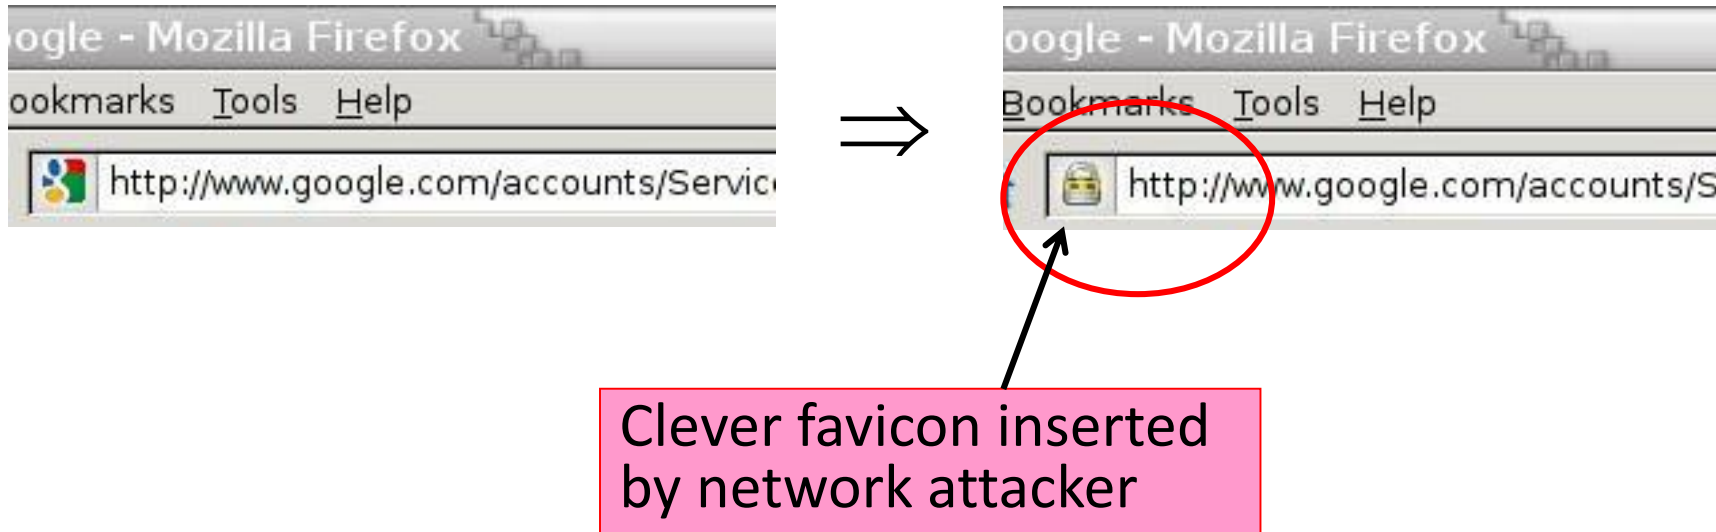 ogle - Mozilla Firefox
ookmarks Tools Help
http://www.google.com/accounts/Servic
⇒
oogle - Mozilla Firefox
Bookmarks Tools Help
http://www.google.com/accounts/S
Clever favicon inserted
by network attacker